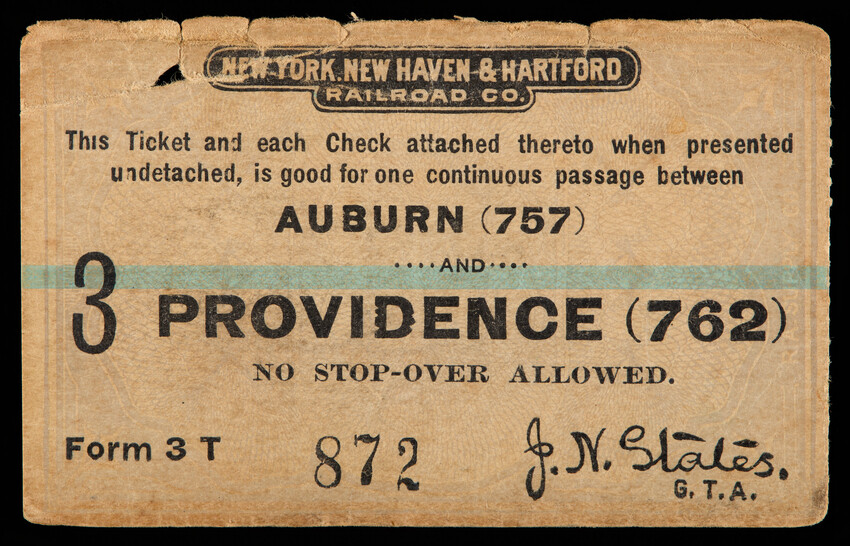 NEW YORK, NEW HAVEN & HARTFORD
RAILROAD CO.
This Ticket and each Check attached thereto when presented
undetached, is good for one continuous passage between
AUBURN (757)
....AND....
3
PROVIDENCE (762)
NO STOP-OVER ALLOWED.
Form 3 T
872
J. N. States.
G. T. A.